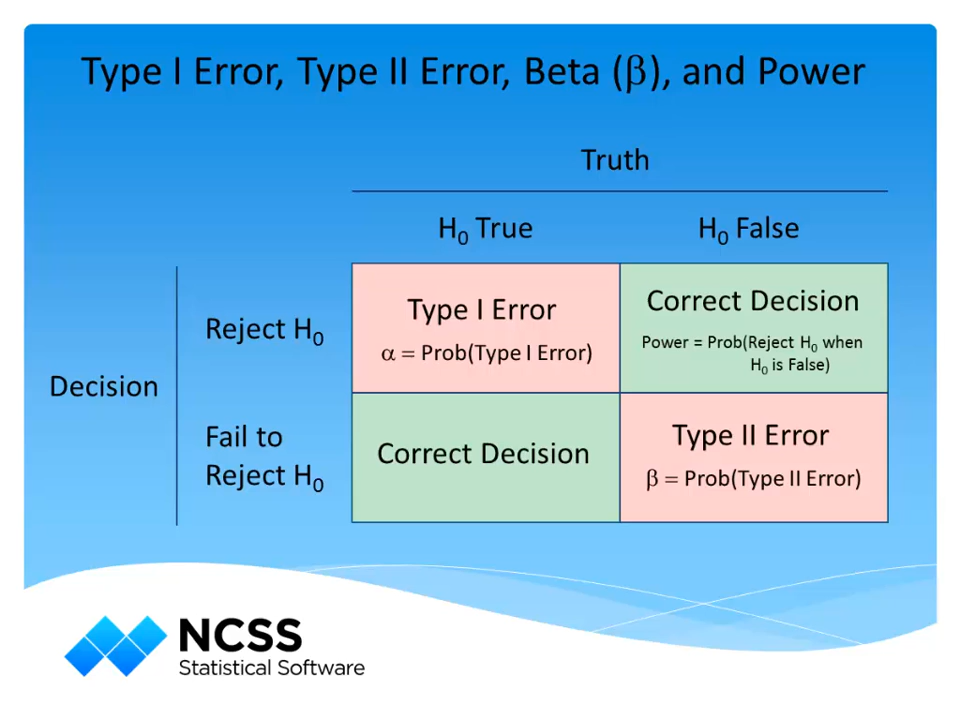 Type I Error, Type II Error, Beta (β), and Power
Truth
H₀ True
H₀ False
Decision
Reject H₀
Type I Error
α = Prob(Type I Error)
Correct Decision
Power = Prob(Reject H₀ when
H₀ is False)
Fail to
Reject H₀
Correct Decision
Type II Error
β = Prob(Type II Error)
NCSS
Statistical Software